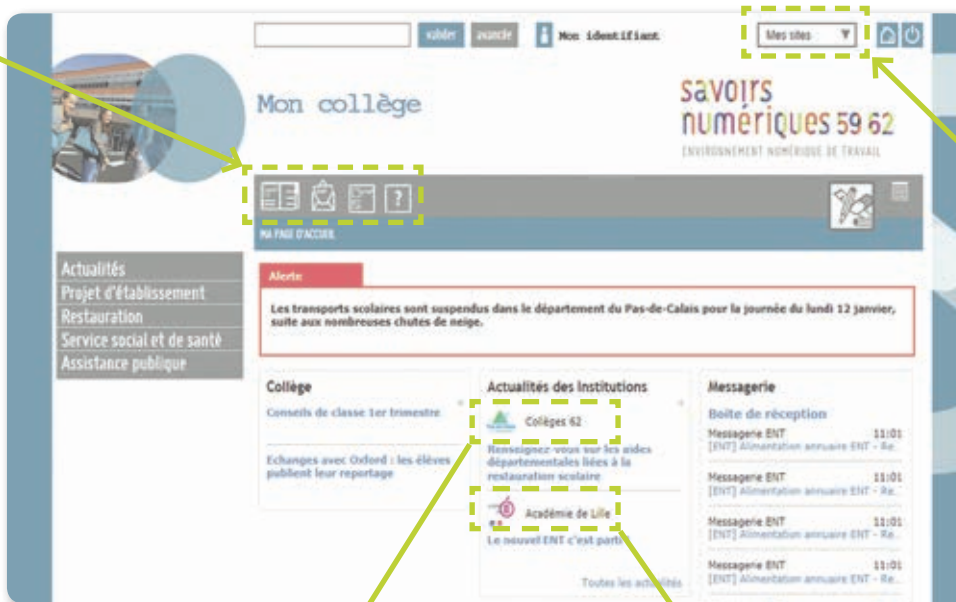 valider avancée Mon identifiant Mes sites
Mon collège
savoirs
numériques 59 62
ENVIRONNEMENT NUMÉRIQUE DE TRAVAIL
?
MA PAGE D'ACCUEIL
Actualités
Projet d'établissement
Restauration
Service social et de santé
Assistance publique
Alerte
Les transports scolaires sont suspendus dans le département du Pas-de-Calais pour la journée du lundi 12 janvier,
suite aux nombreuses chutes de neige.
Collège
Conseils de classe 1er trimestre
Echanges avec Oxford : les élèves
publient leur reportage
Actualités des Institutions
Collèges 62
Renseignez-vous sur les aides
départementales liées à la
restauration scolaire
Académie de Lille
Le nouvel ENT c'est parti !
Toutes les actualités
Messagerie
Boîte de réception
Messagerie ENT 11:01
[ENT] Alimentation annuaire ENT - Re..
Messagerie ENT 11:01
[ENT] Alimentation annuaire ENT - Re..
Messagerie ENT 11:01
[ENT] Alimentation annuaire ENT - Re..
Messagerie ENT 11:01
[ENT] Alimentation annuaire ENT - Re..